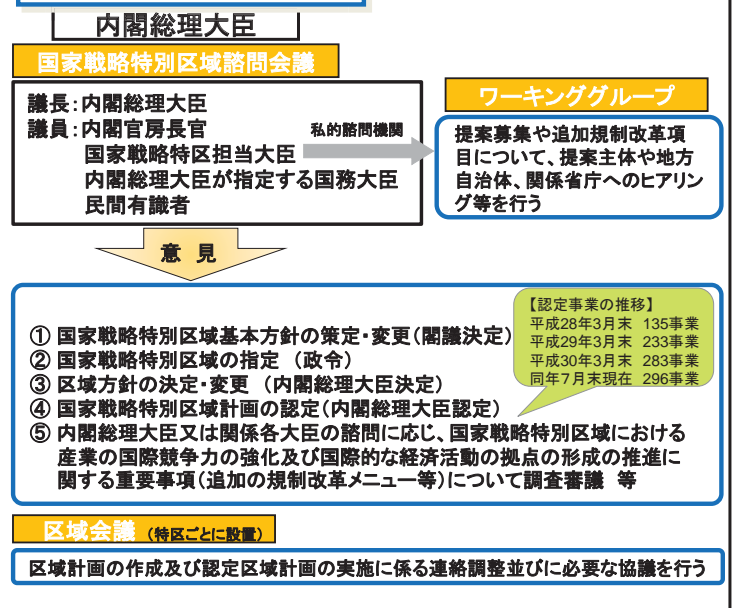 内閣総理大臣
国家戦略特別区域諮問会議
議長：内閣総理大臣
議員：内閣官房長官
国家戦略特区担当大臣
内閣総理大臣が指定する国務大臣
民間有識者
私的諮問機関
ワーキンググループ
提案募集や追加規制改革項
目について、提案主体や地方
自治体、関係省庁へのヒアリン
グ等を行う
意 見
【認定事業の推移】
平成28年3月末 135事業
平成29年3月末 233事業
平成30年3月末 283事業
同年7月末現在 296事業
① 国家戦略特別区域基本方針の策定・変更（閣議決定）
② 国家戦略特別区域の指定 （政令）
③ 区域方針の決定・変更 （内閣総理大臣決定）
④ 国家戦略特別区域計画の認定（内閣総理大臣認定）
⑤ 内閣総理大臣又は関係各大臣の諮問に応じ、国家戦略特別区域における
産業の国際競争力の強化及び国際的な経済活動の拠点の形成の推進に
関する重要事項（追加の規制改革メニュー等）について調査審議 等
区域会議 （特区ごとに設置）
区域計画の作成及び認定区域計画の実施に係る連絡調整並びに必要な協議を行う